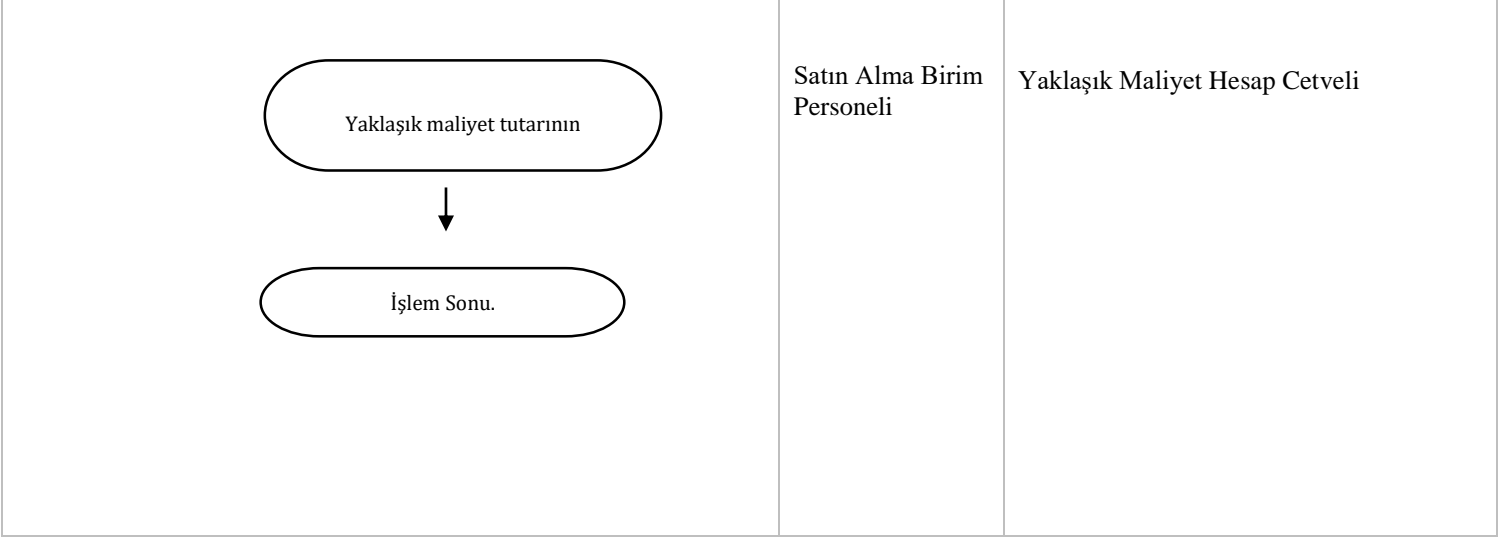 Yaklaşık maliyet tutarının
İşlem Sonu.
Satın Alma Birim
Personeli
Yaklaşık Maliyet Hesap Cetveli